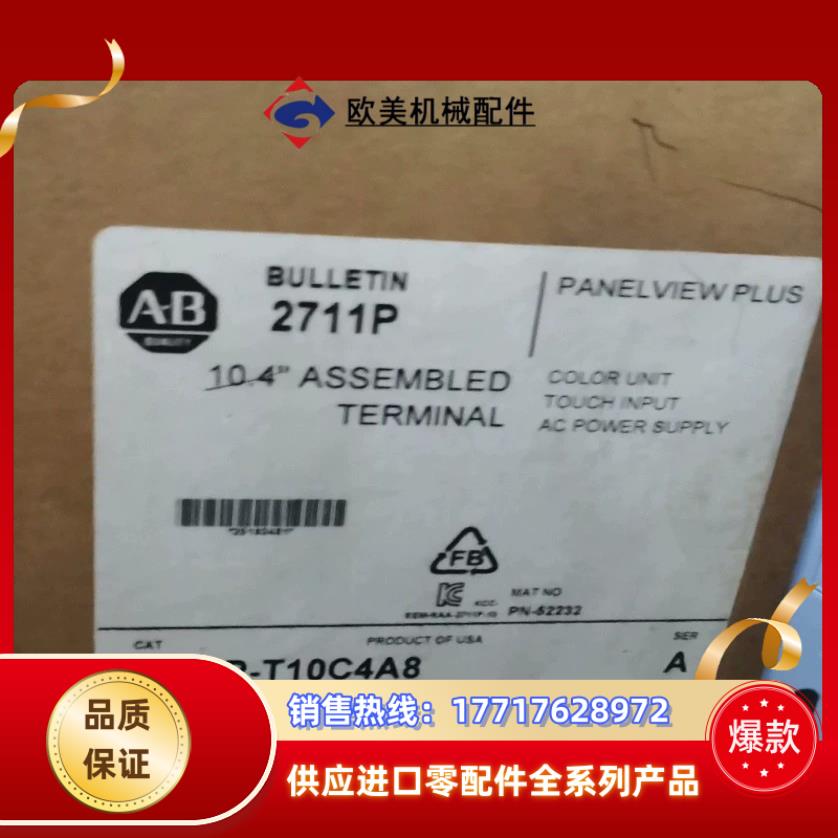 欧美机械配件
A-B
QUALITY
BULLETIN
2711P
PANELVIEW PLUS
10.4" ASSEMBLED
TERMINAL
COLOR UNIT
TOUCH INPUT
AC POWER SUPPLY
FB
KCC-
MAT NO
PN-52232
CAT
PRODUCT OF USA
SER
-T10C4A8
A
品质
保证
销售热线：17717628972
供应进口零配件全系列产品
爆款